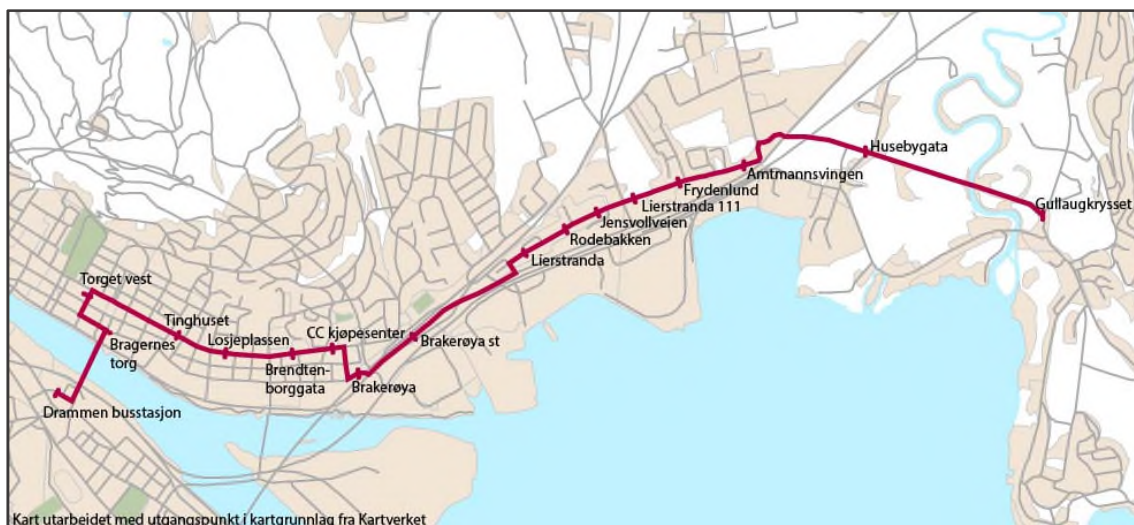 Husebygata
Amtmannsvingen
Frydenlund
Lierstranda 111
Gullaugkrysset
Jensvollveien
Rodebakken
Lierstranda
Torget vest
Tinghuset
CC kjøpesenter
Brakerøya st
Bragernes
torg
Losjeplassen
Brendten-
borggata
Brakerøya
Drammen busstasjon
Kart utarbeidet med utgangspunkt i kartgrunnlag fra Kartverket